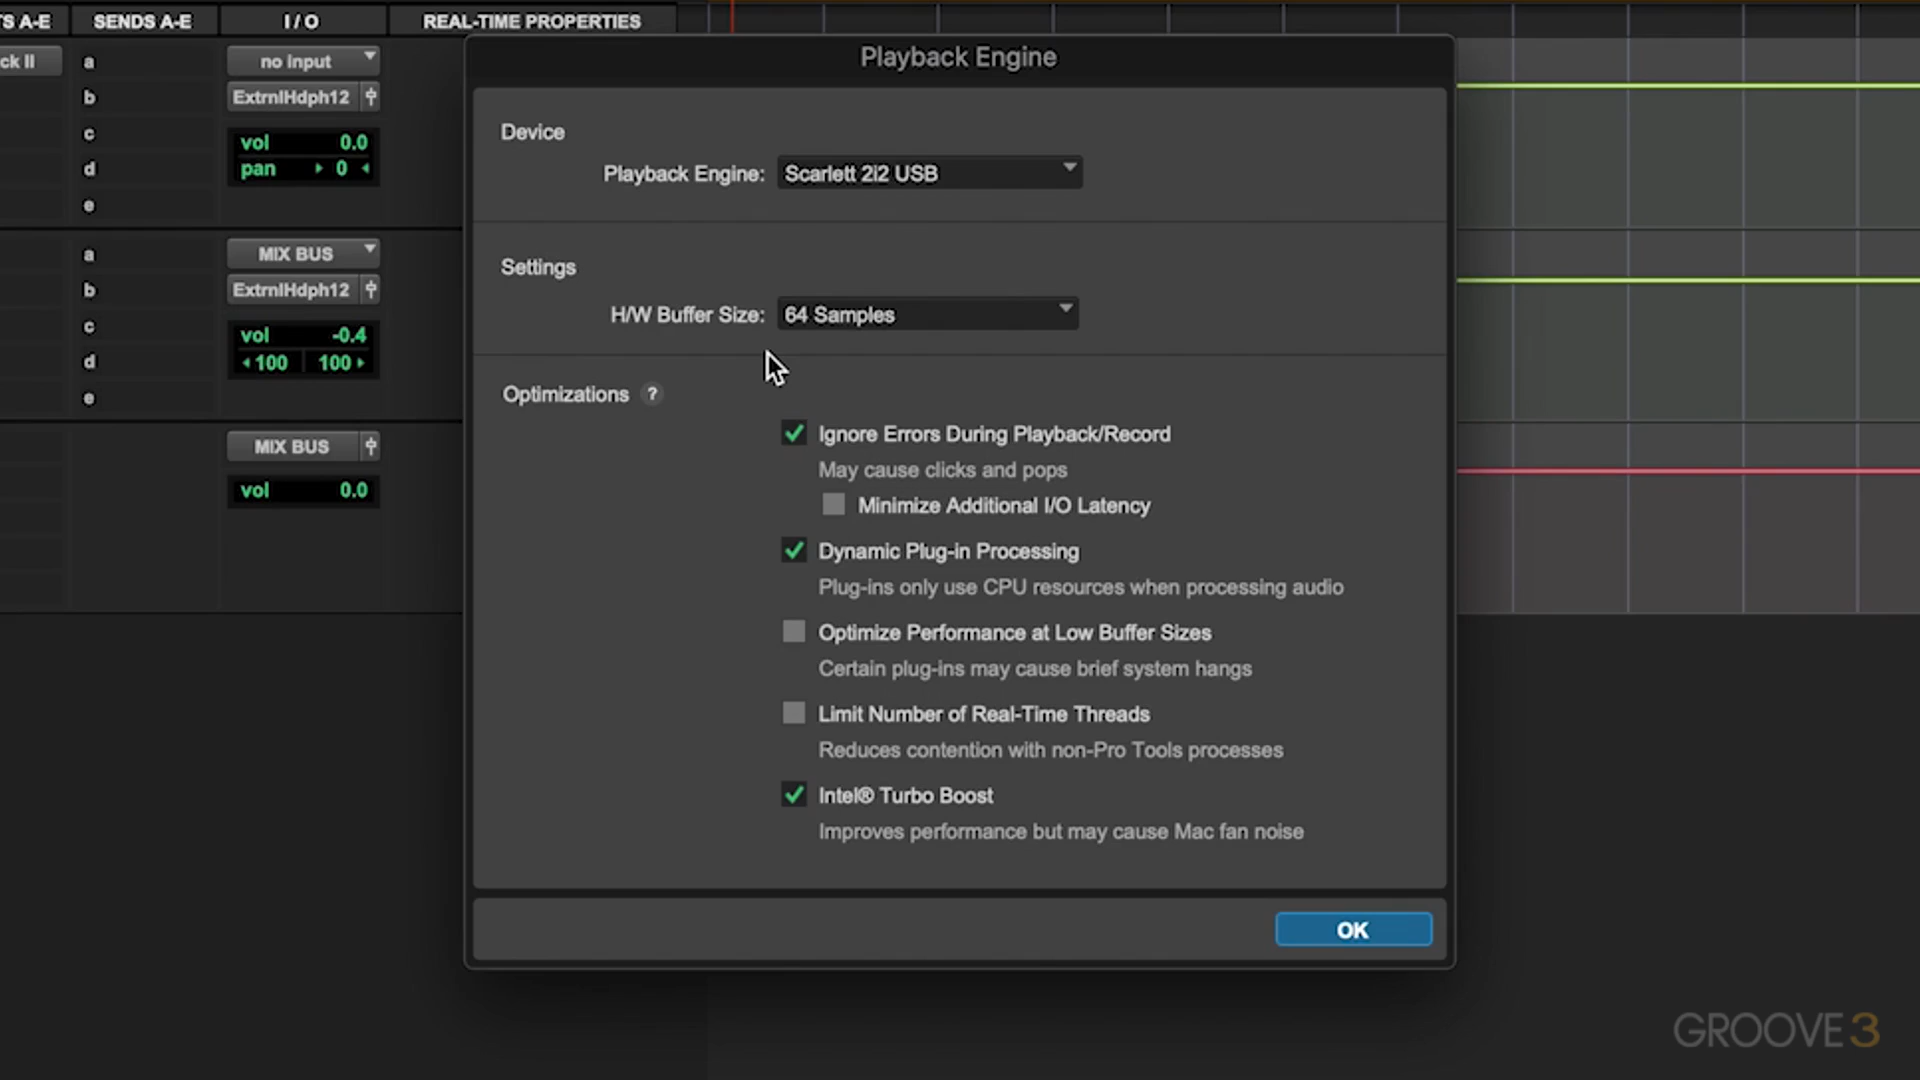 TS A-E
SENDS A-E
I / O
REAL-TIME PROPERTIES
ck II
a
b
c
d
e
no input
ExtrnlHdph12
vol 0.0
pan 0
a
b
c
d
e
MIX BUS
ExtrnlHdph12
vol -0.4
100 100
MIX BUS
vol 0.0
Playback Engine
Device
Playback Engine: Scarlett 2i2 USB
Settings
H/W Buffer Size: 64 Samples
Optimizations ?
Ignore Errors During Playback/Record
May cause clicks and pops
Minimize Additional I/O Latency
Dynamic Plug-in Processing
Plug-ins only use CPU resources when processing audio
Optimize Performance at Low Buffer Sizes
Certain plug-ins may cause brief system hangs
Limit Number of Real-Time Threads
Reduces contention with non-Pro Tools processes
Intel® Turbo Boost
Improves performance but may cause Mac fan noise
OK
GROOVE3